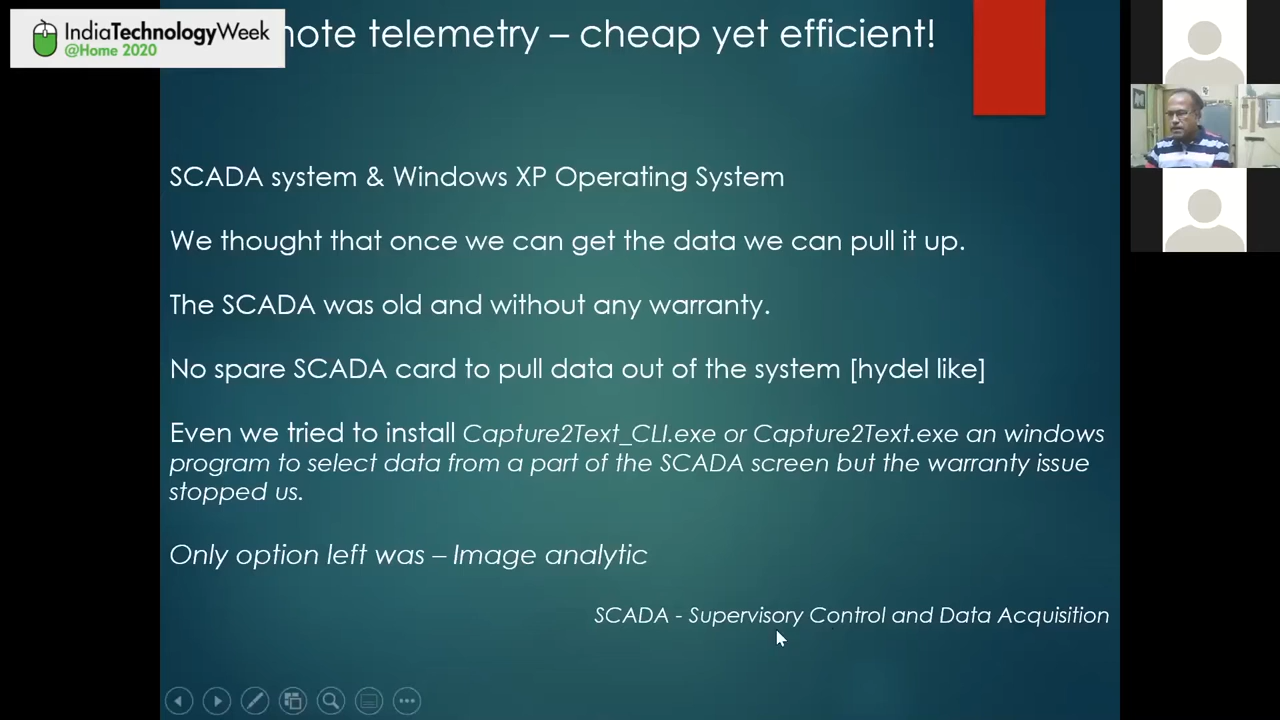 IndiaTechnologyWeek
@Home 2020
telemetry – cheap yet efficient!
SCADA system & Windows XP Operating System
We thought that once we can get the data we can pull it up.
The SCADA was old and without any warranty.
No spare SCADA card to pull data out of the system [hydel like]
Even we tried to install Capture2Text_CLI.exe or Capture2Text.exe an windows
program to select data from a part of the SCADA screen but the warranty issue
stopped us.
Only option left was – Image analytic
SCADA - Supervisory Control and Data Acquisition